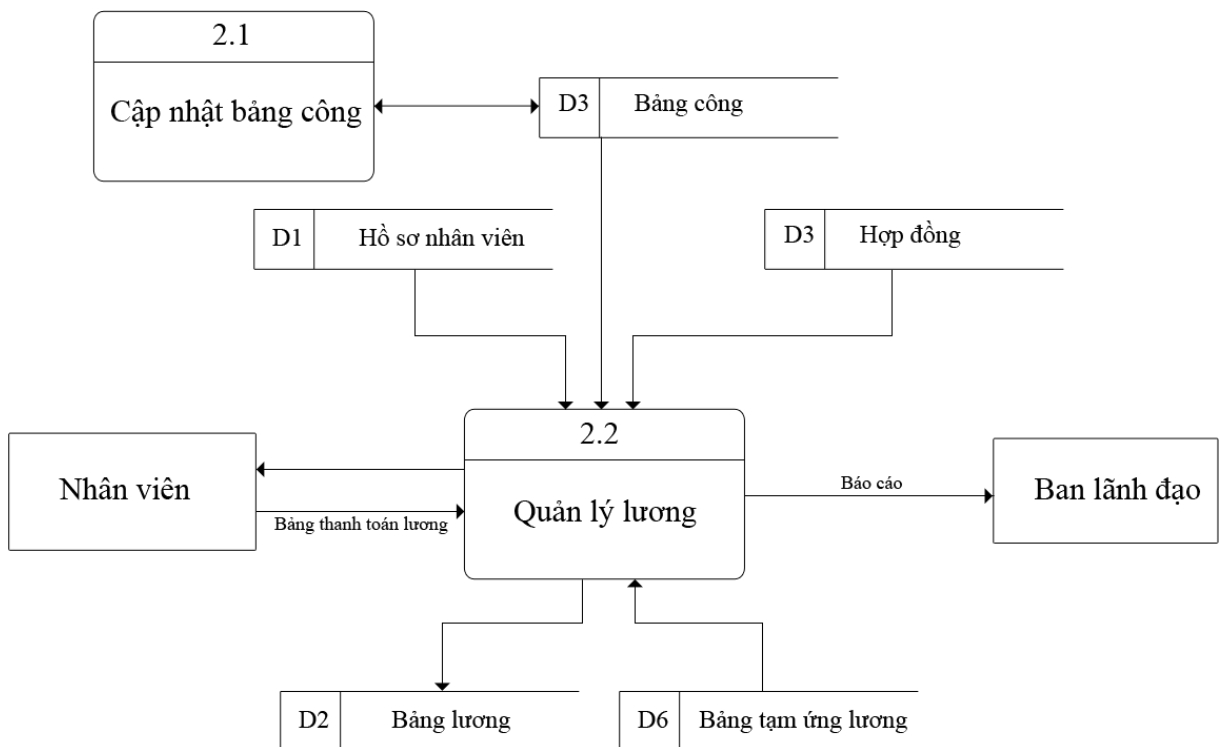 2.1
Cập nhật bảng công
D3 Bảng công
D1 Hồ sơ nhân viên
D3 Hợp đồng
2.2
Quản lý lương
Nhân viên
Bảng thanh toán lương
Báo cáo
Ban lãnh đạo
D2 Bảng lương
D6 Bảng tạm ứng lương